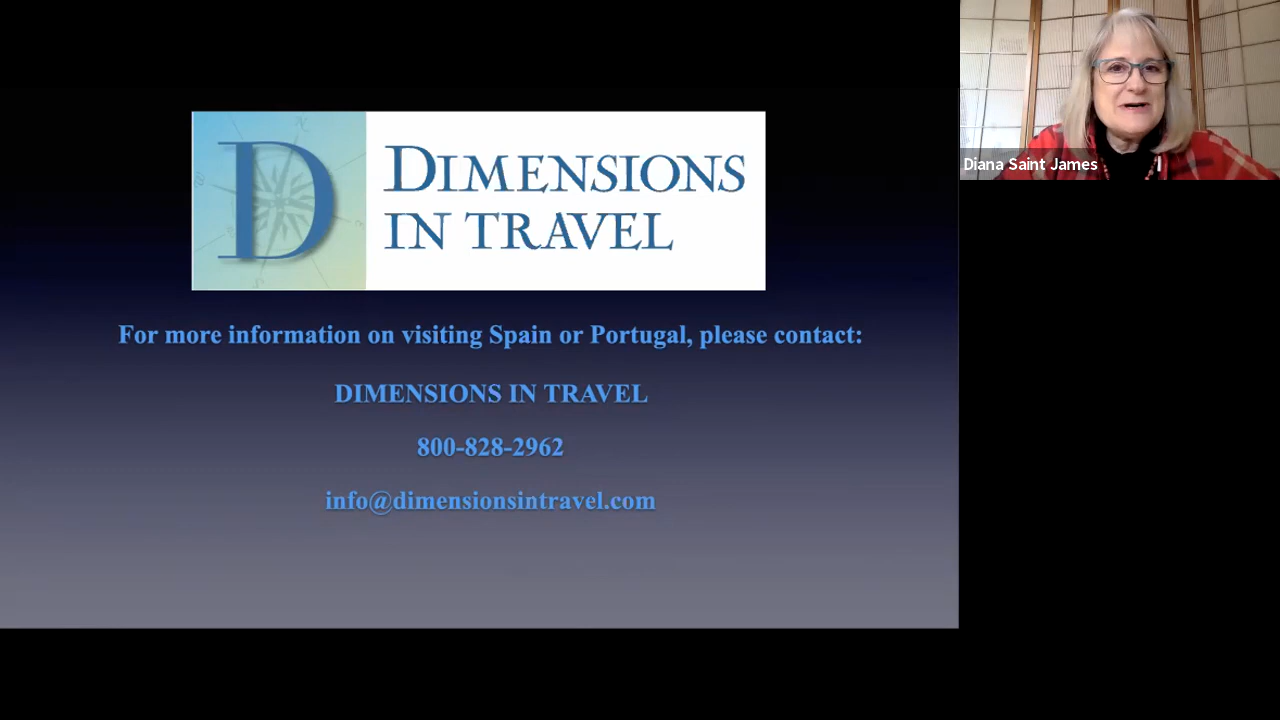 D
DIMENSIONS
IN TRAVEL
For more information on visiting Spain or Portugal, please contact:
DIMENSIONS IN TRAVEL
800-828-2962
info@dimensionsintravel.com
Diana Saint James